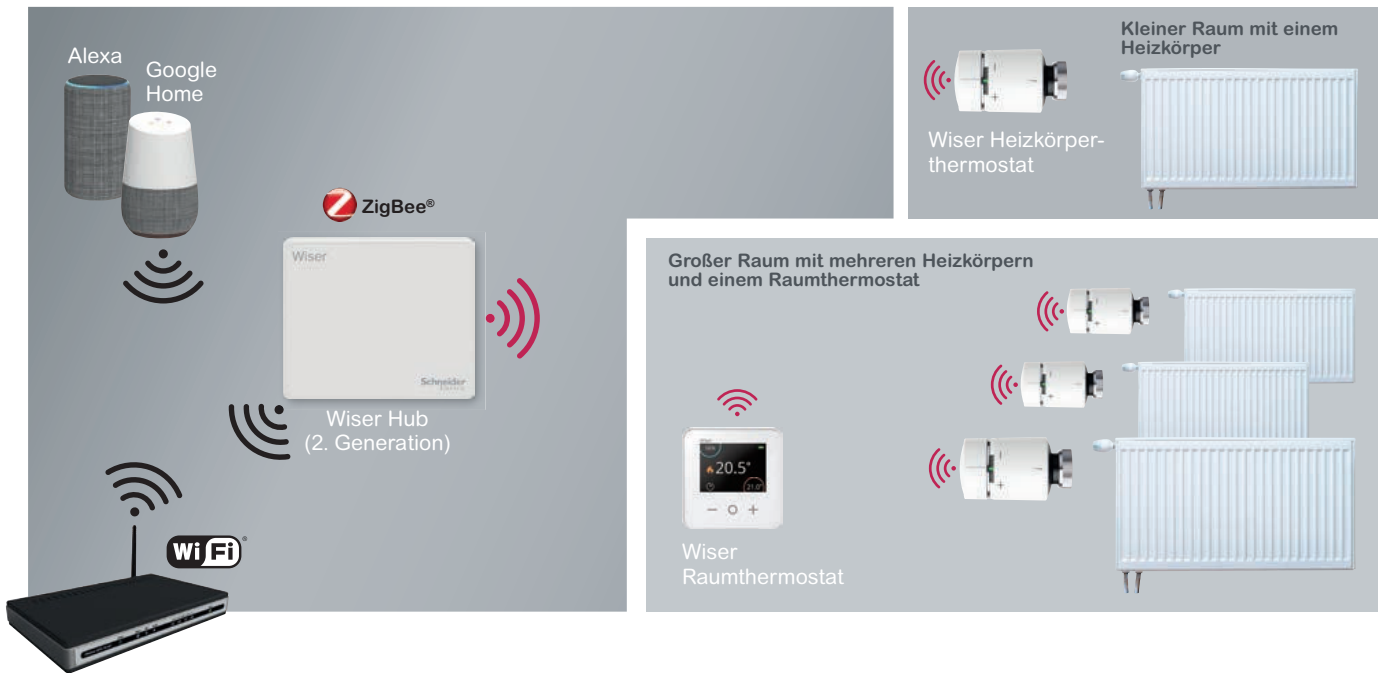 Alexa
Google
Home
ZigBee®
Wiser
Schneider
Electric
Wiser Hub
(2. Generation)
Wi Fi®
Kleiner Raum mit einem
Heizkörper
Wiser Heizkörper-
thermostat
Großer Raum mit mehreren Heizkörpern
und einem Raumthermostat
20.5°
21.0°
Wiser
Raumthermostat